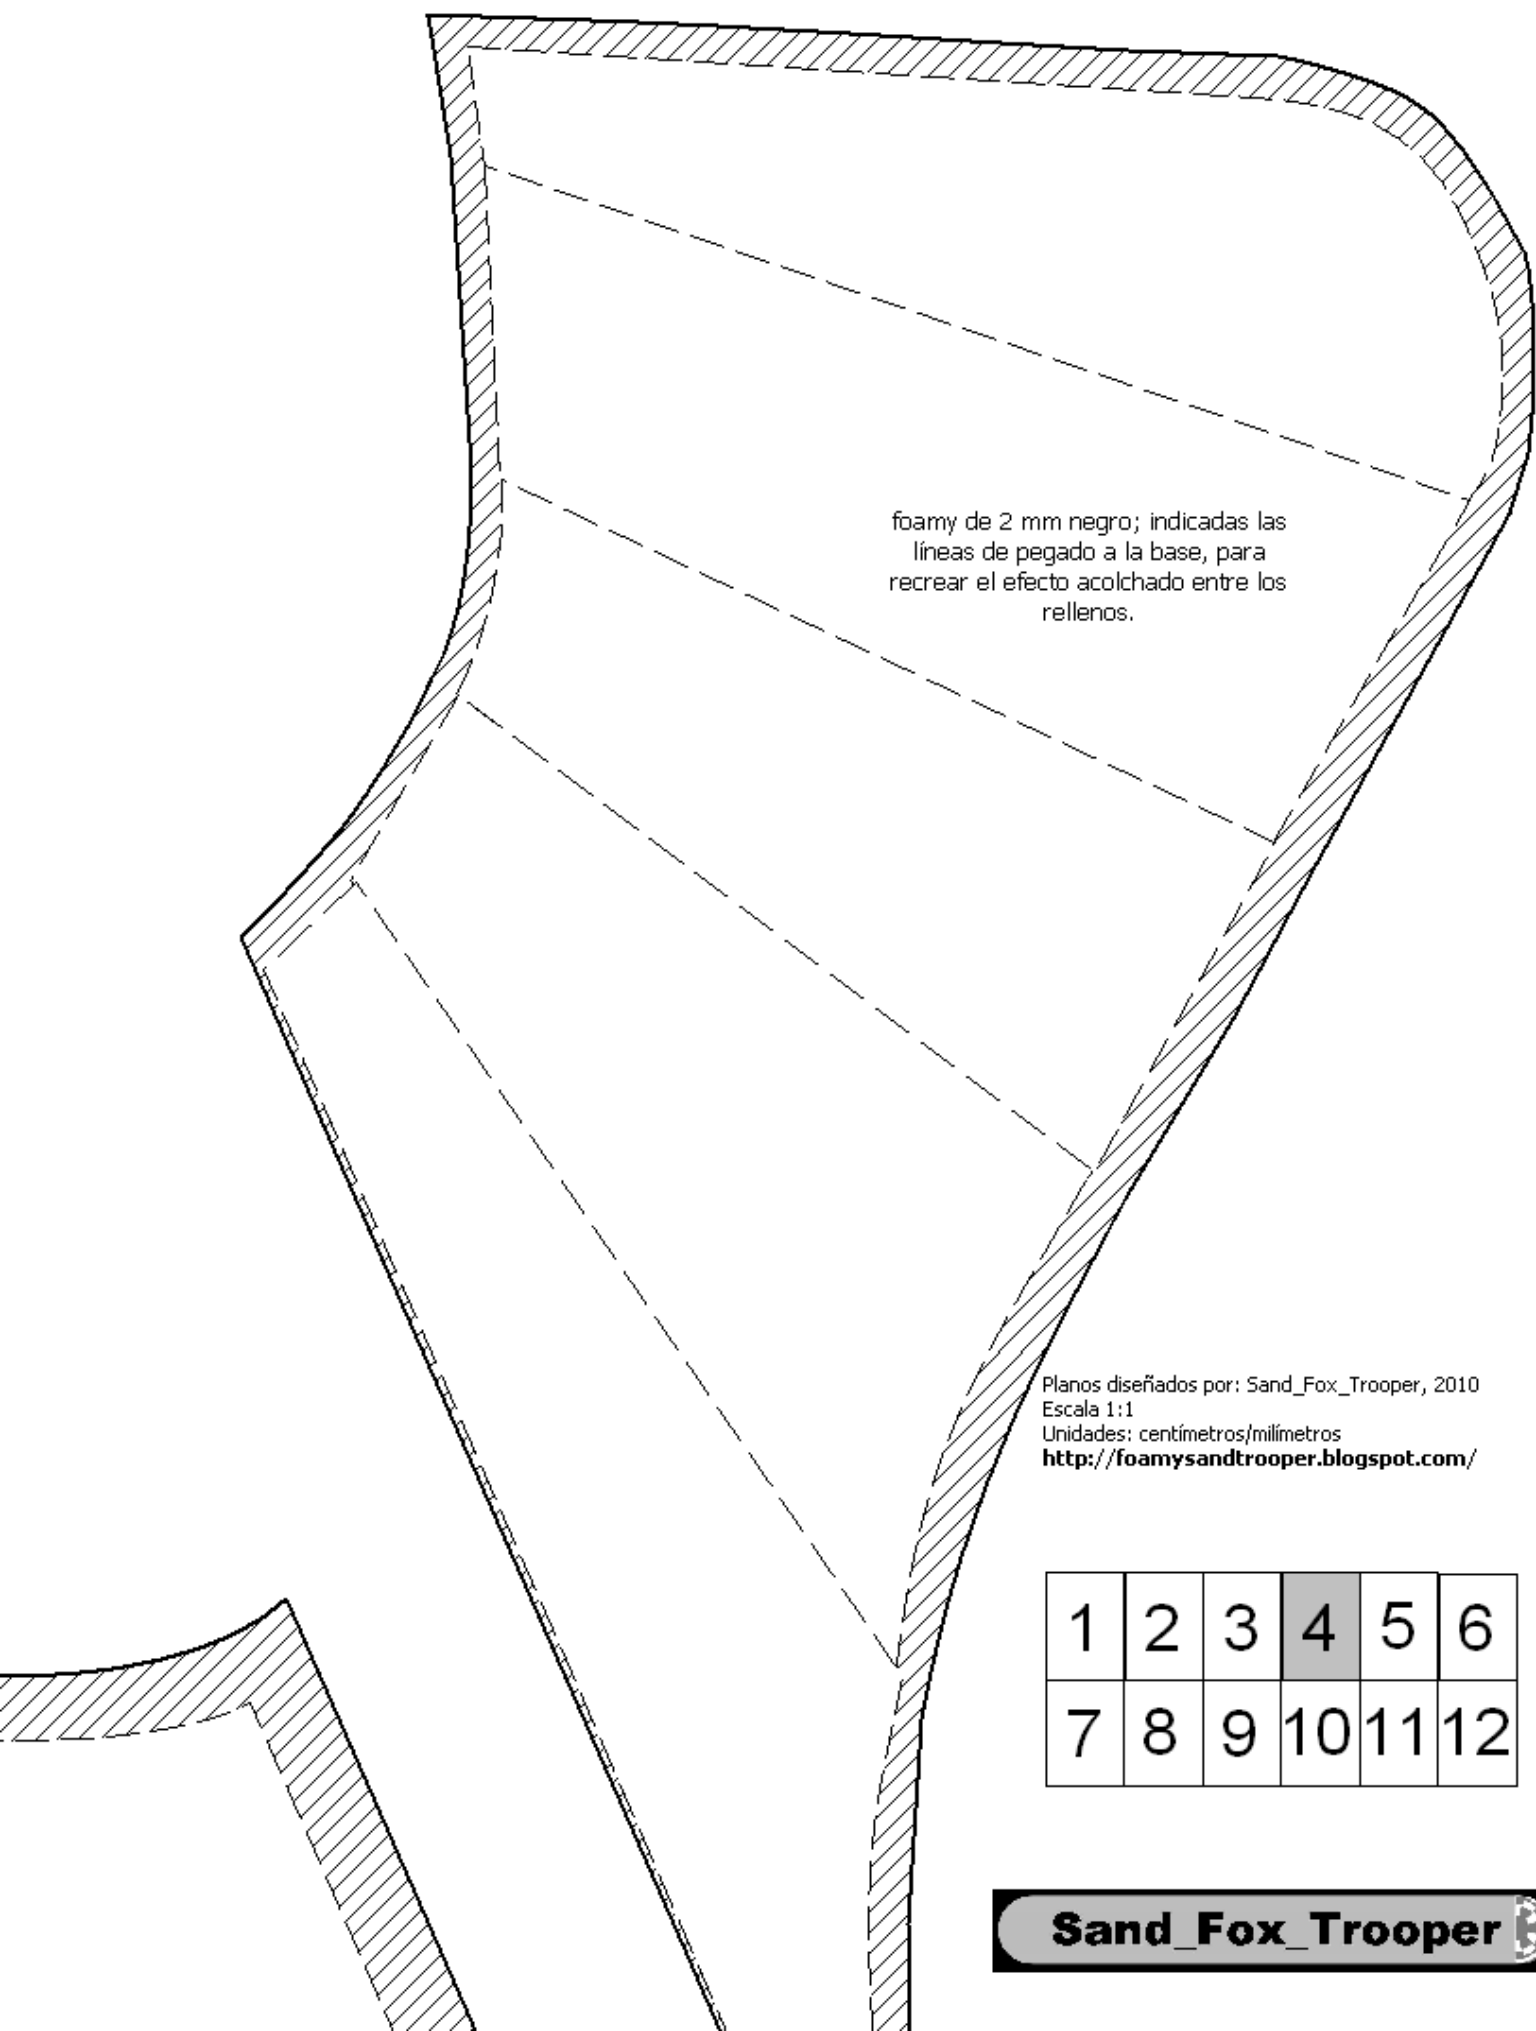 foamy de 2 mm negro; indicadas las
líneas de pegado a la base, para
recrear el efecto acolchado entre los
rellenos.
Planos diseñados por: Sand_Fox_Trooper, 2010
Escala 1:1
Unidades: centímetros/milímetros
http://foamysandtrooper.blogspot.com/
1 2 3 4 5 6
7 8 9 10 11 12
Sand_Fox_Trooper